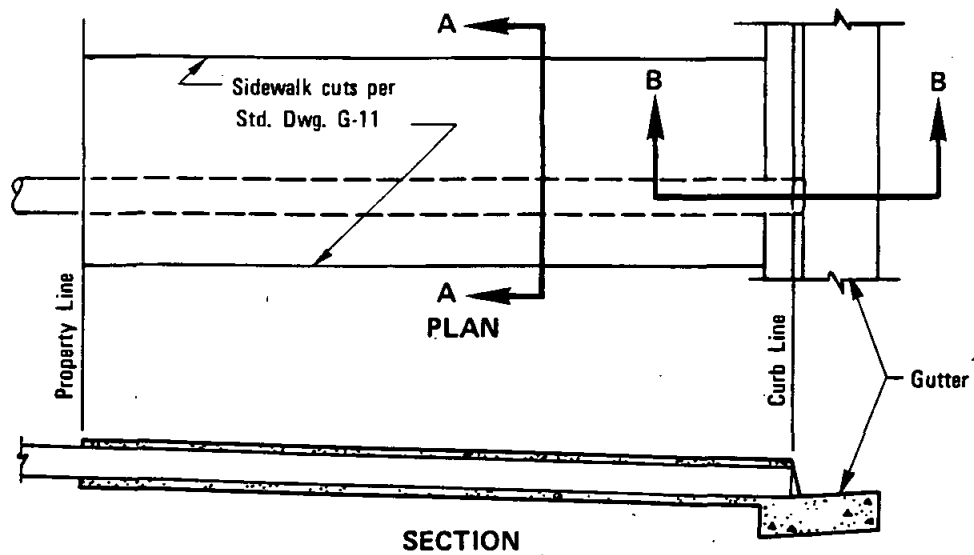 A
B
B
Sidewalk cuts per
Std. Dwg. G-11
A
PLAN
Property Line
Curb Line
Gutter
SECTION